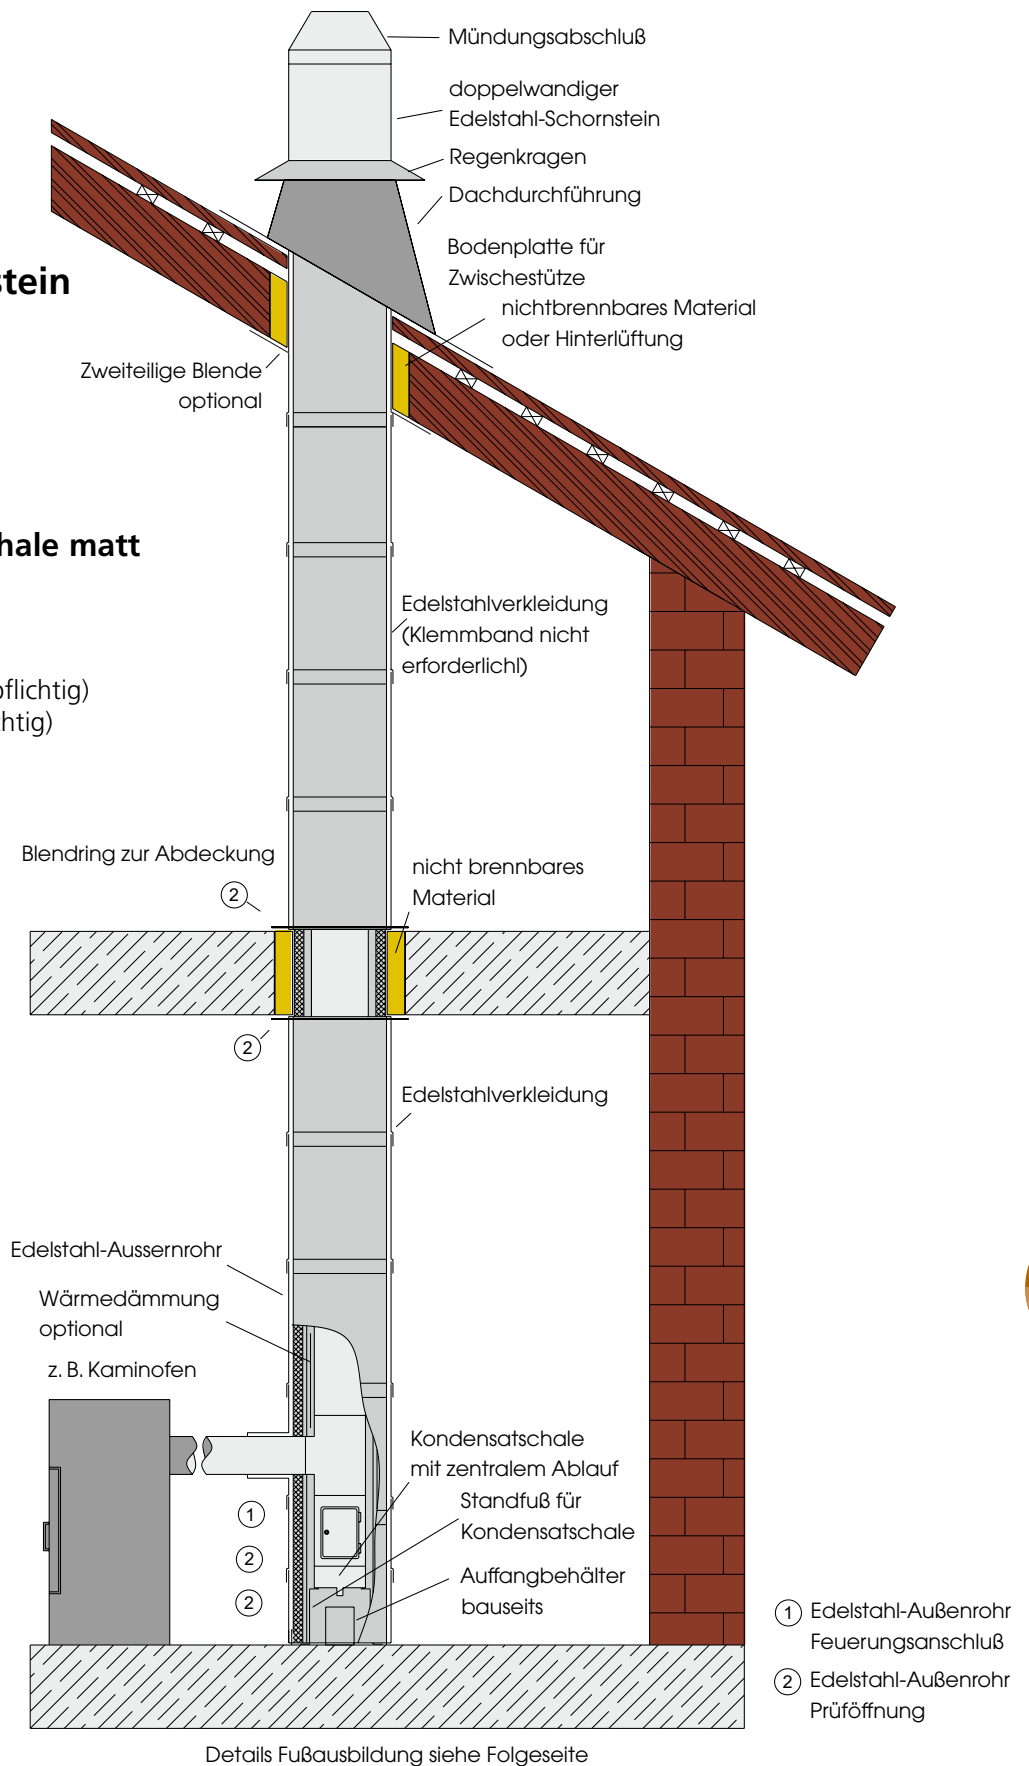 Mündungsabschluß
doppelwandiger
Edelstahl-Schornstein
Regenkragen
Dachdurchführung
Bodenplatte für
Zwischestütze
nichtbrennbares Material
oder Hinterlüftung
stein
Zweiteilige Blende
optional
hale matt
Edelstahlverkleidung
(Klemmband nicht
erforderlichl)
oflichtig)
chtig)
Blendring zur Abdeckung
nicht brennbares
Material
2
2
Edelstahlverkleidung
Edelstahl-Aussernrohr
Wärmedämmung
optional
z. B. Kaminofen
Kondensatschale
mit zentralem Ablauf
Standfuß für
Kondensatschale
1
2
2
Auffangbehälter
bauseits
1 Edelstahl-Außenrohr
Feuerungsanschluß
2 Edelstahl-Außenrohr
Prüföffnung
Details Fußausbildung siehe Folgeseite